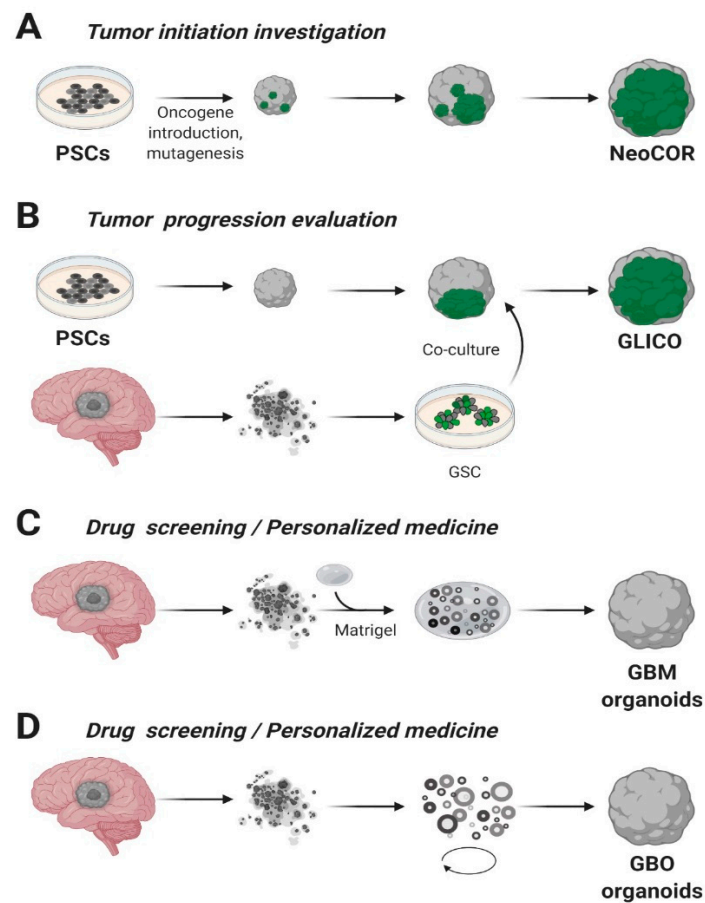 A Tumor initiation investigation
PSCs
Oncogene
introduction,
mutagenesis
NeoCOR
B Tumor progression evaluation
PSCs
Co-culture
GLICO
GSC
C Drug screening / Personalized medicine
Matrigel
GBM
organoids
D Drug screening / Personalized medicine
GBO
organoids